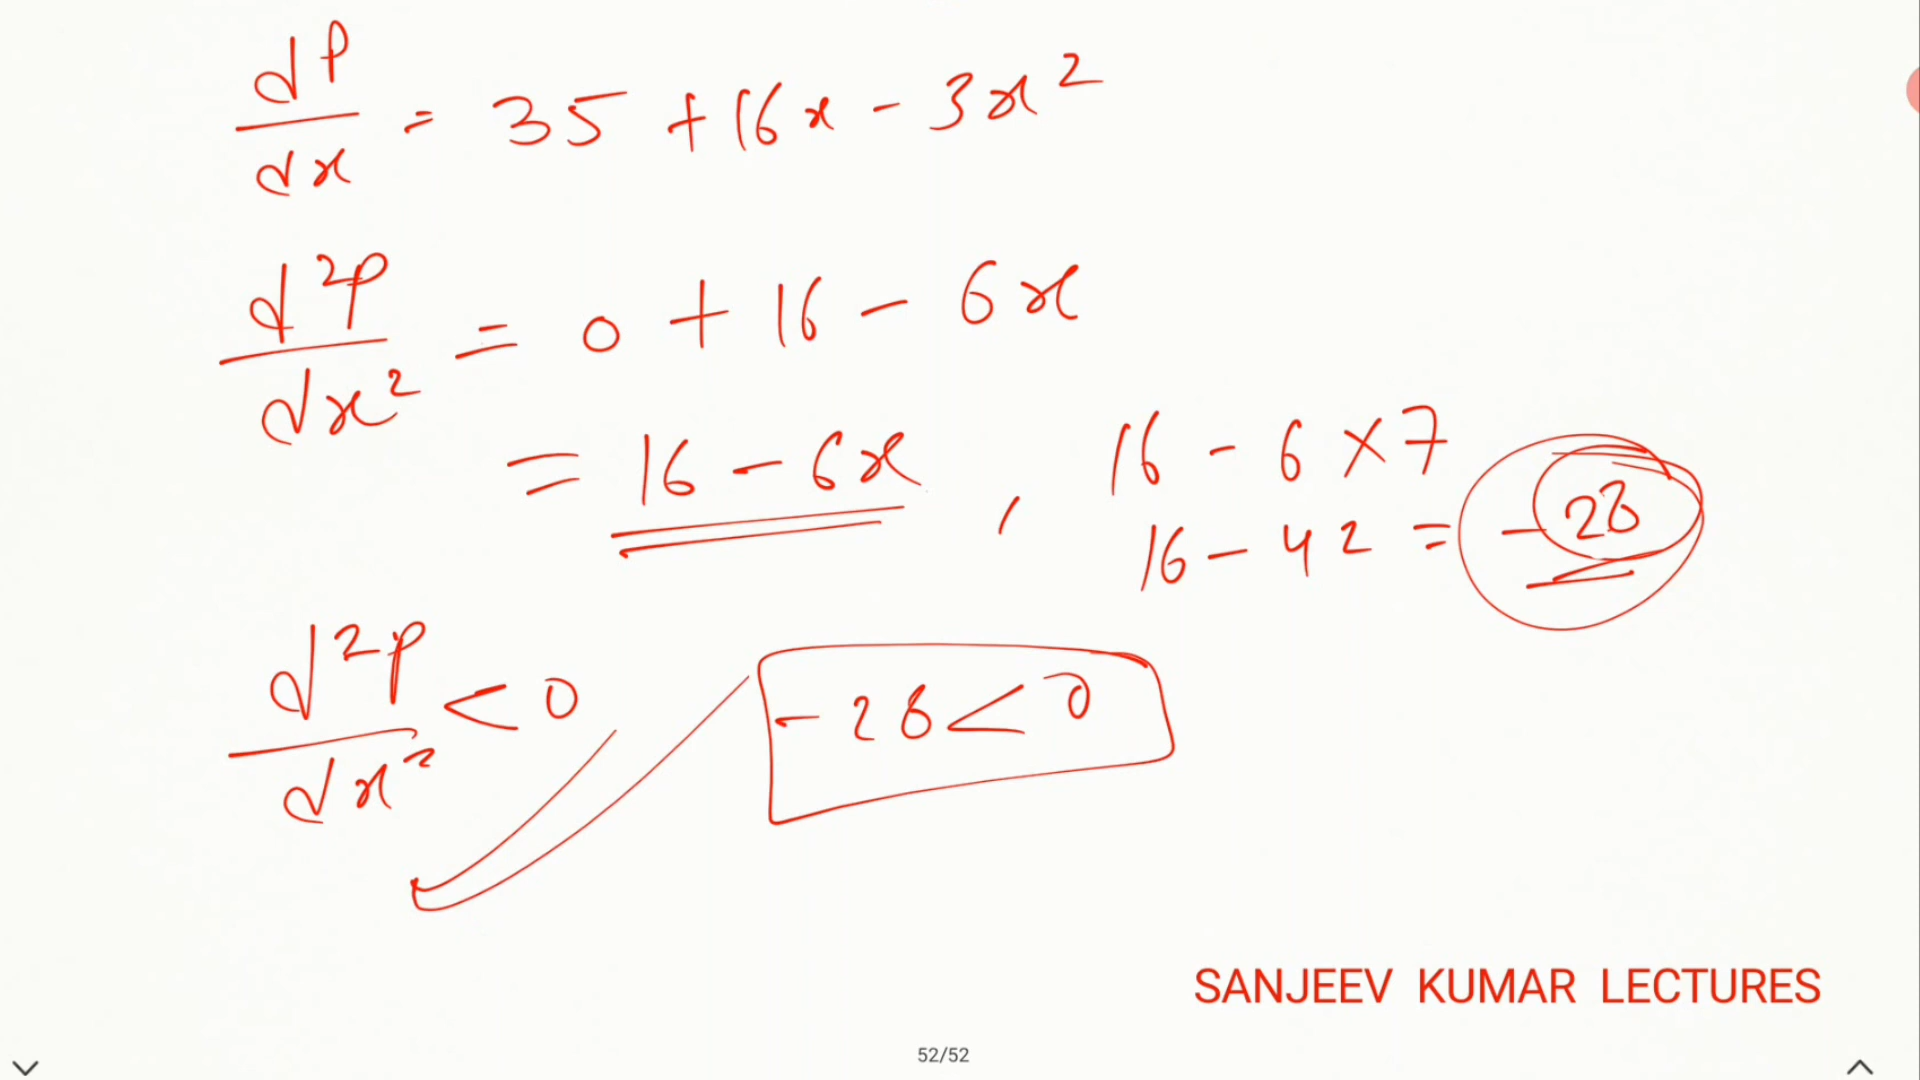 dP/dx = 35 + 16x - 3x²
d²P/dx² = 0 + 16 - 6x
= 16 - 6x , 16 - 6 × 7
16 - 42 = -28
d²P/dx² < 0
-28 < 0
SANJEEV KUMAR LECTURES
52/52